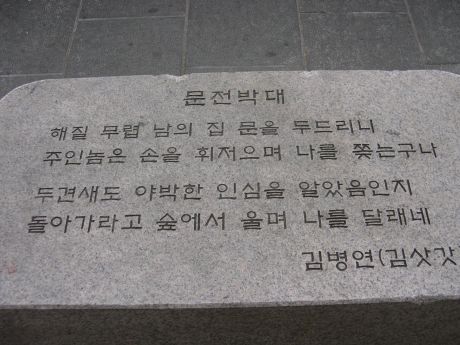 문전박대
해질 무렵 남의 집 문을 두드리니
주인놈은 손을 휘저으며 나를 쫒는구나
두견새도 야박한 인심을 알았음인지
돌아가라고 숲에서 울며 나를 달래네
김병연(김삿갓)